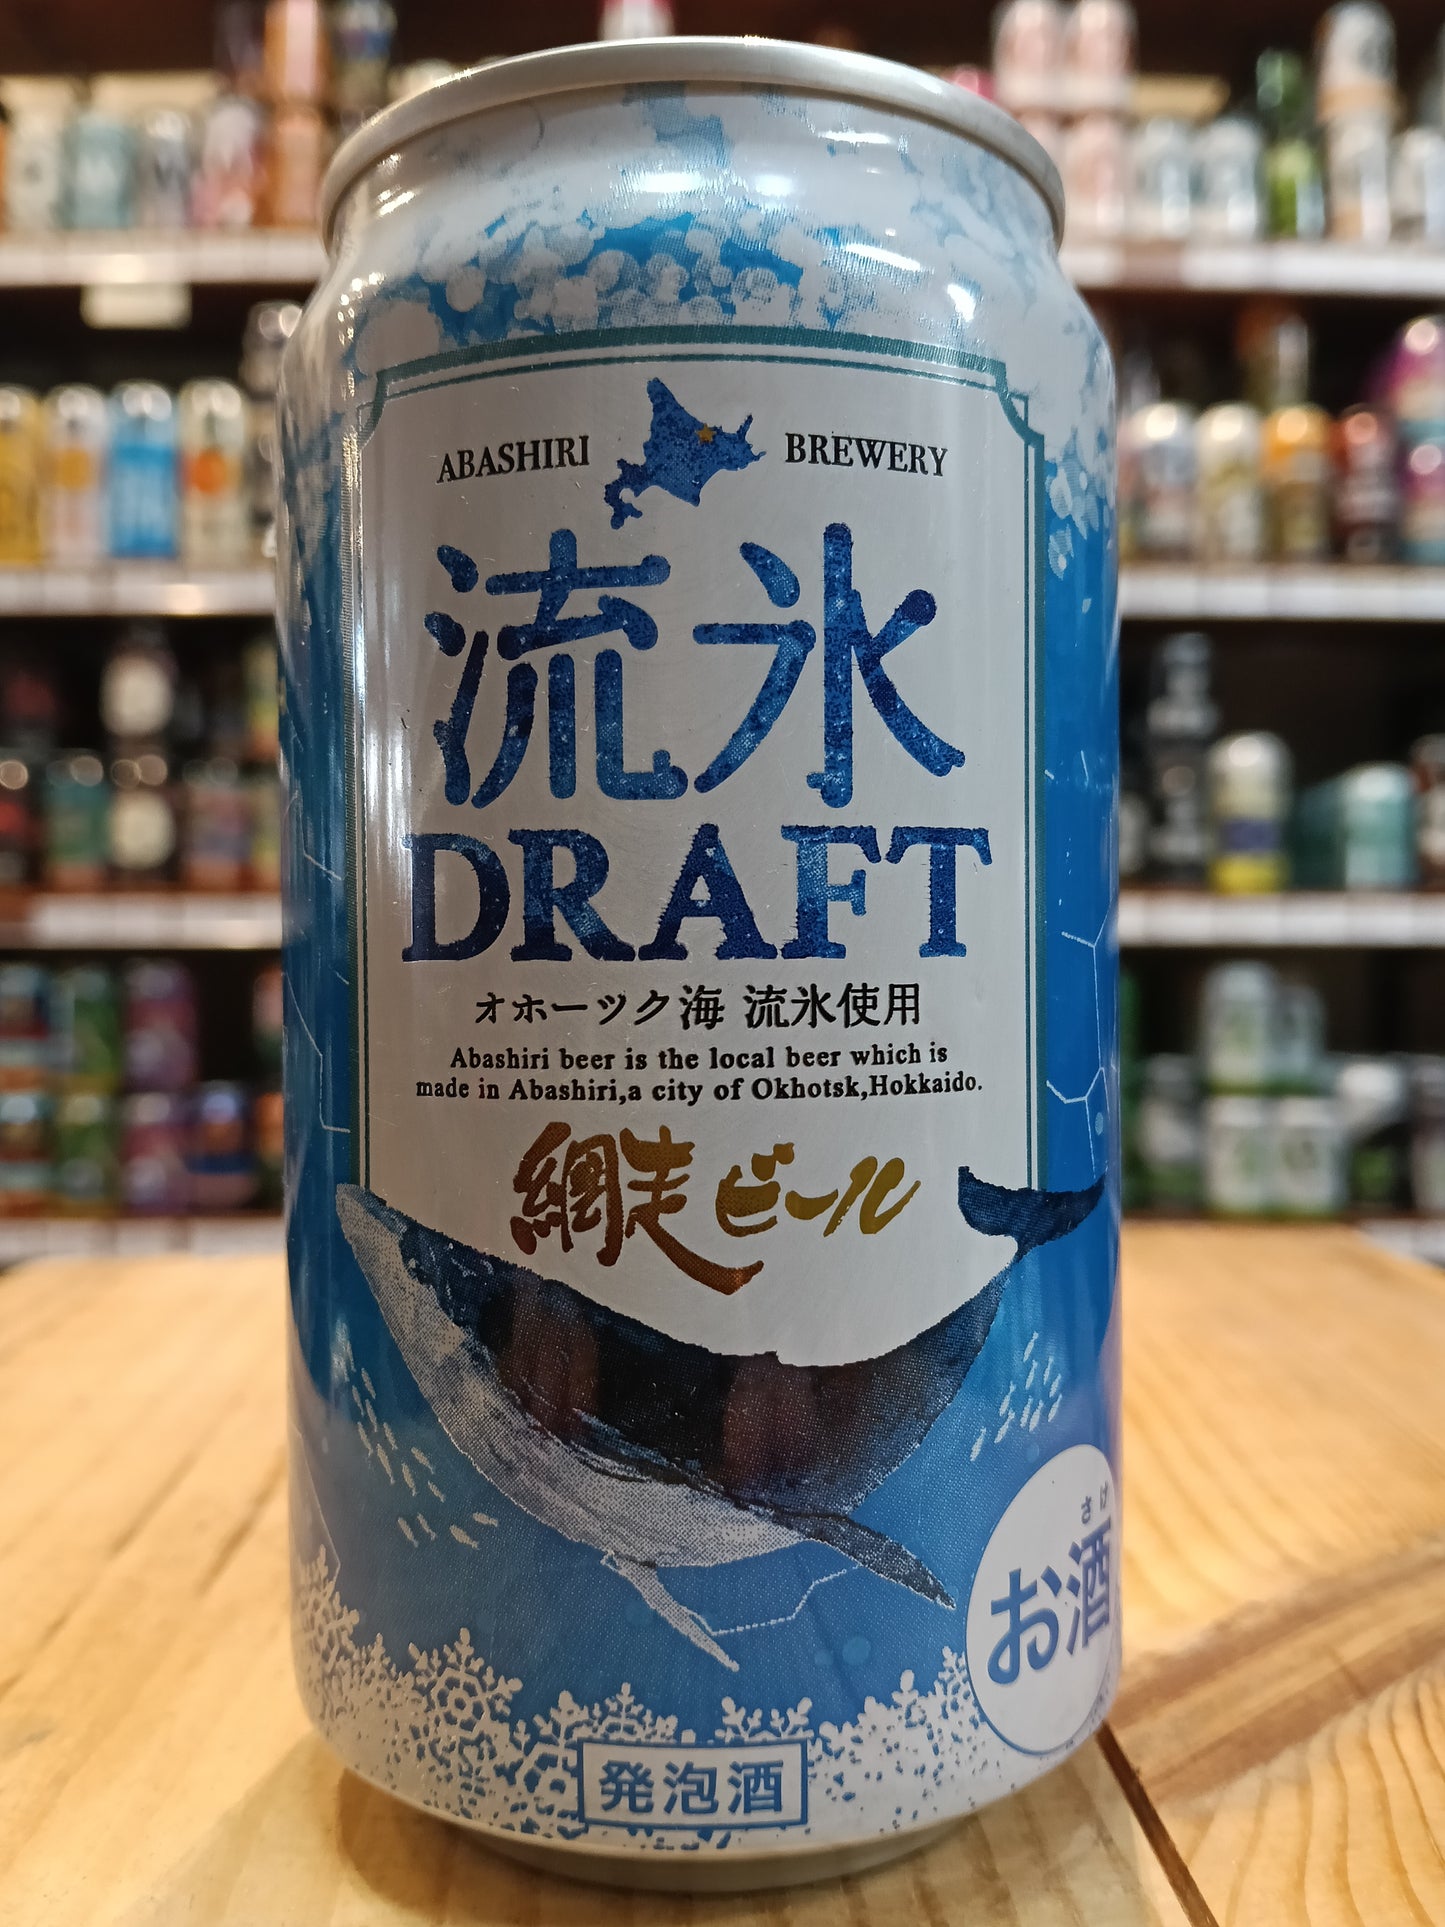 ABASHIRI BREWERY
流氷
DRAFT
オホーツク海 流氷使用
Abashiri beer is the local beer which is
made in Abashiri,a city of Okhotsk,Hokkaido.
網走ビール
さけ
お酒
発泡酒